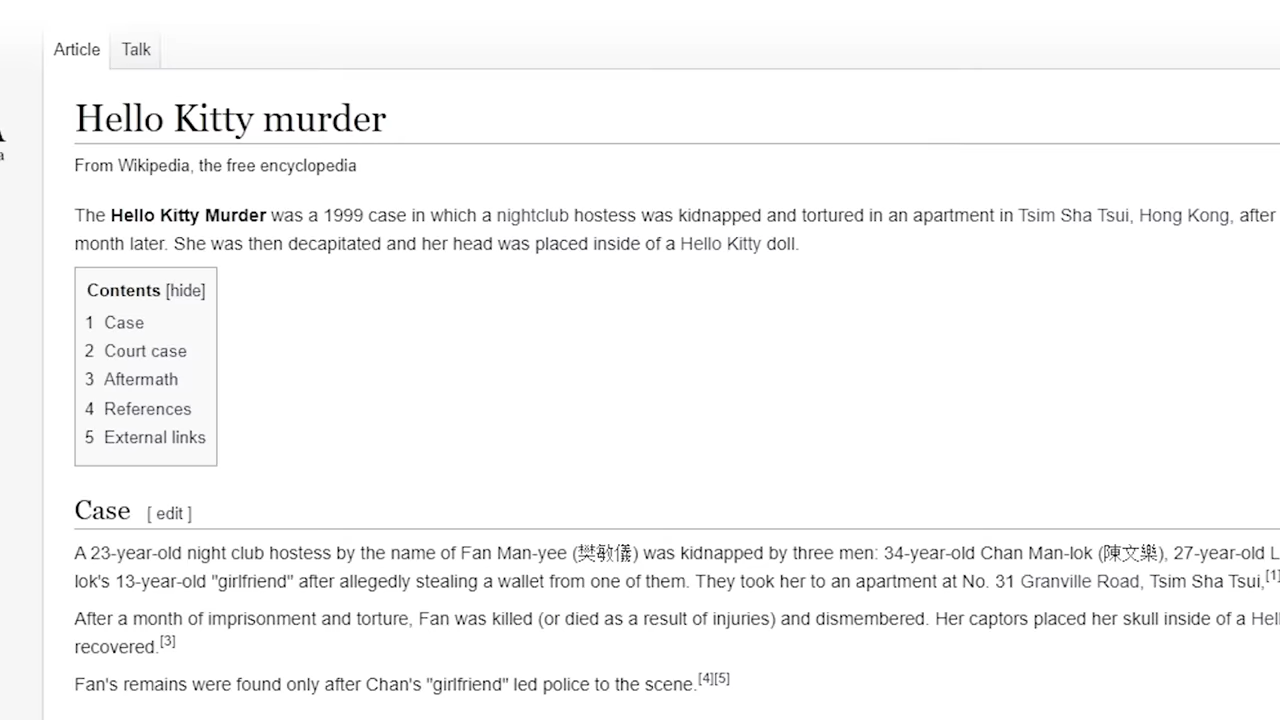 Article Talk
Hello Kitty murder
From Wikipedia, the free encyclopedia
The Hello Kitty Murder was a 1999 case in which a nightclub hostess was kidnapped and tortured in an apartment in Tsim Sha Tsui, Hong Kong, after
month later. She was then decapitated and her head was placed inside of a Hello Kitty doll.
Contents [hide]
1 Case
2 Court case
3 Aftermath
4 References
5 External links
Case [ edit ]
A 23-year-old night club hostess by the name of Fan Man-yee (樊敏儀) was kidnapped by three men: 34-year-old Chan Man-lok (陳文樂), 27-year-old L
lok's 13-year-old "girlfriend" after allegedly stealing a wallet from one of them. They took her to an apartment at No. 31 Granville Road, Tsim Sha Tsui,[1]
After a month of imprisonment and torture, Fan was killed (or died as a result of injuries) and dismembered. Her captors placed her skull inside of a Hel
recovered.[3]
Fan's remains were found only after Chan's "girlfriend" led police to the scene.[4][5]